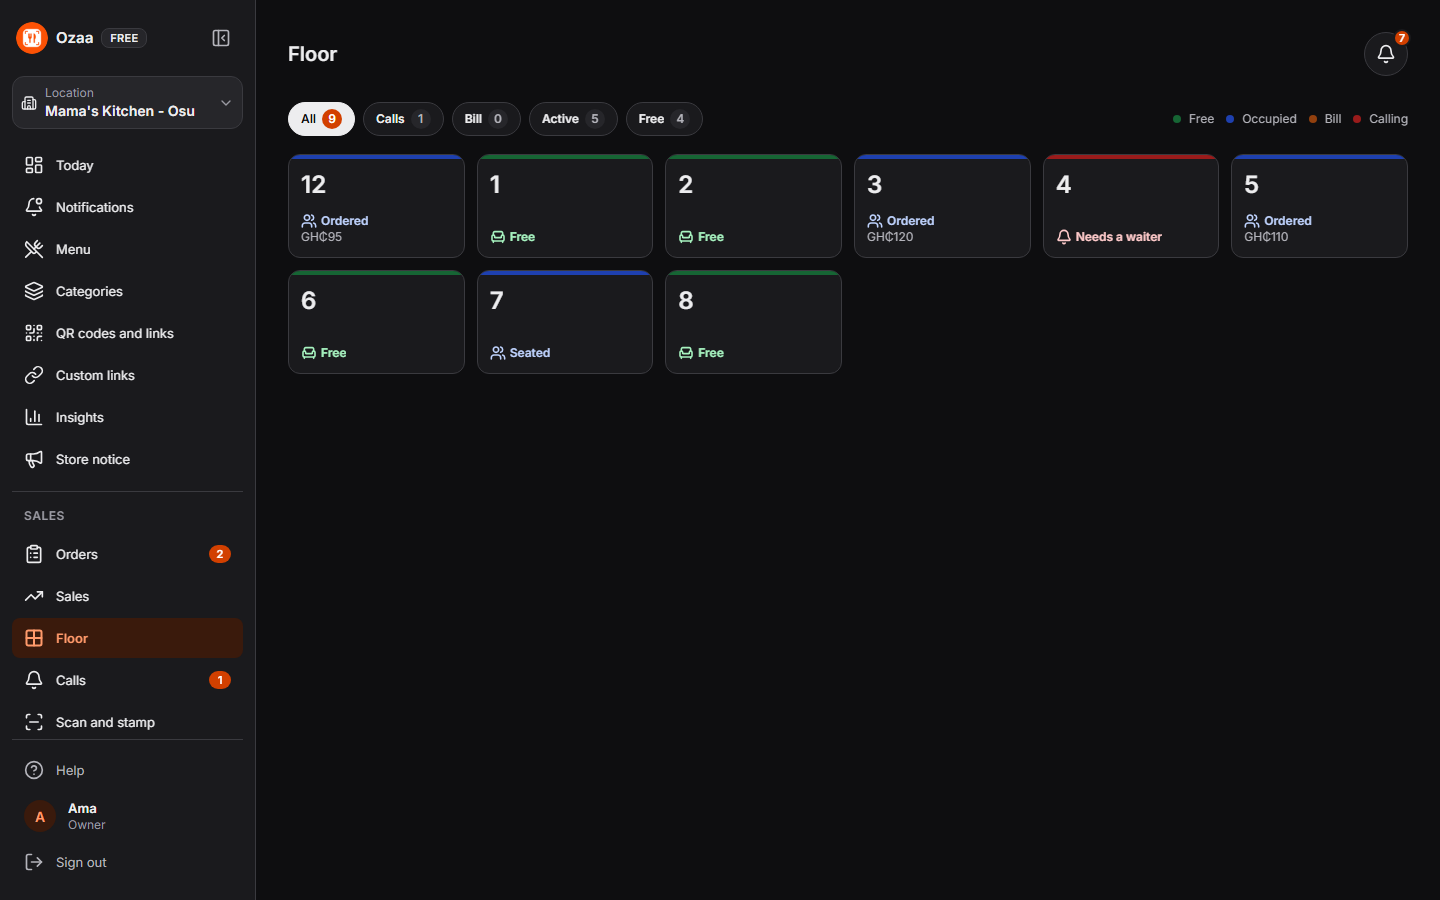 Ozaa FREE
Location
Mama's Kitchen - Osu
Today
Notifications
Menu
Categories
QR codes and links
Custom links
Insights
Store notice
SALES
Orders 2
Sales
Floor
Calls 1
Scan and stamp
Help
A
Ama
Owner
Sign out
Floor
7
All 9 Calls 1 Bill 0 Active 5 Free 4
Free Occupied Bill Calling
12
Ordered
GH₵95
1
Free
2
Free
3
Ordered
GH₵120
4
Needs a waiter
5
Ordered
GH₵110
6
Free
7
Seated
8
Free